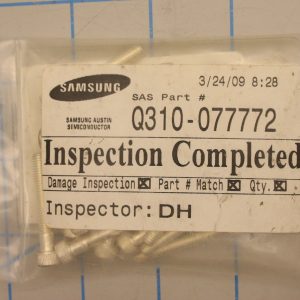 3/24/09 8:28
SAMSUNG
SAS Part #
SAMSUNG AUSTIN
SEMICONDUCTOR
Q310-077772
Inspection Completed
Damage Inspection ☒ Part # Match ☒ Qty. ☒
Inspector: DH